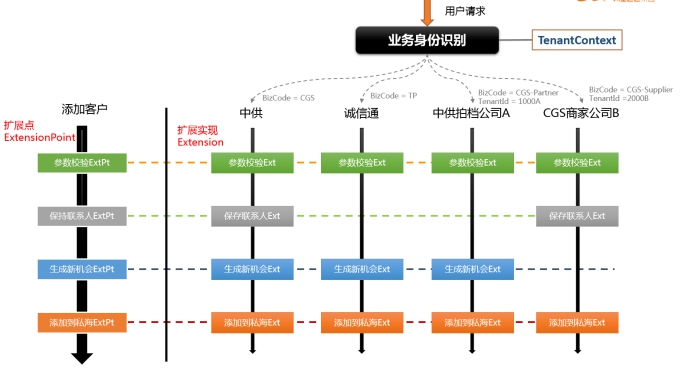 用户请求
业务身份识别
TenantContext
BizCode = CGS
BizCode = TP
BizCode = CGS-Partner
TenantId = 1000A
BizCode = CGS-Supplier
TenantId =2000B
添加客户
中供
诚信通
中供拍档公司A
CGS商家公司B
扩展点
ExtensionPoint
扩展实现
Extension
参数校验ExtPt
参数校验Ext
参数校验Ext
参数校验Ext
参数校验Ext
保持联系人ExtPt
保存联系人Ext
保存联系人Ext
生成新机会ExtPt
生成新机会Ext
生成新机会Ext
生成新机会Ext
添加到私海ExtPt
添加到私海Ext
添加到私海Ext
添加到私海Ext
添加到私海Ext